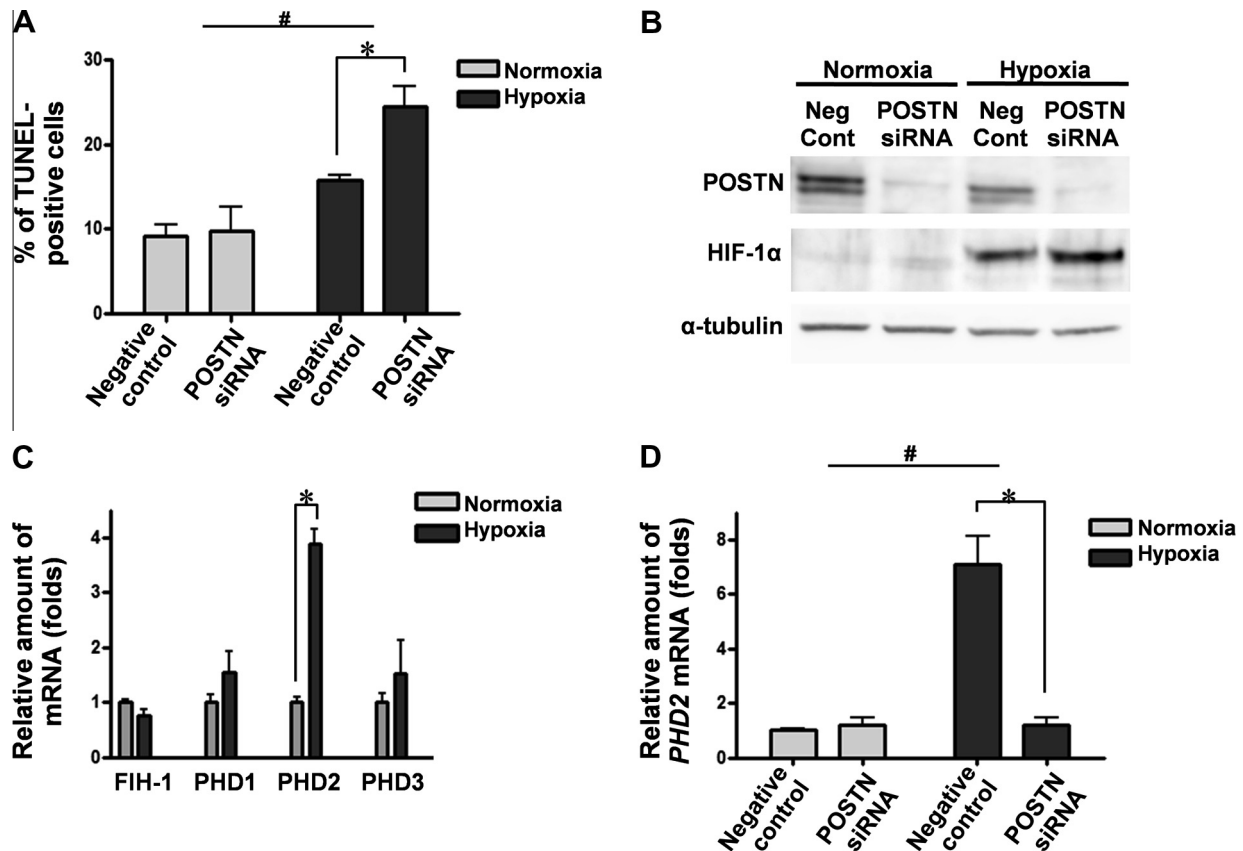 A
#
*
% of TUNEL-
positive cells
30
20
10
0
Normoxia
Hypoxia
Negative
control
POSTN
siRNA
Negative
control
POSTN
siRNA
B
Normoxia
Hypoxia
Neg
Cont
POSTN
siRNA
Neg
Cont
POSTN
siRNA
POSTN
HIF-1α
α-tubulin
C
*
Relative amount of
mRNA (folds)
4
4
2
1
0
Normoxia
Hypoxia
FIH-1
PHD1
PHD2
PHD3
D
#
*
Relative amount of
PHD2 mRNA (folds)
8
6
4
2
0
Normoxia
Hypoxia
Negative
control
POSTN
siRNA
Negative
control
POSTN
siRNA